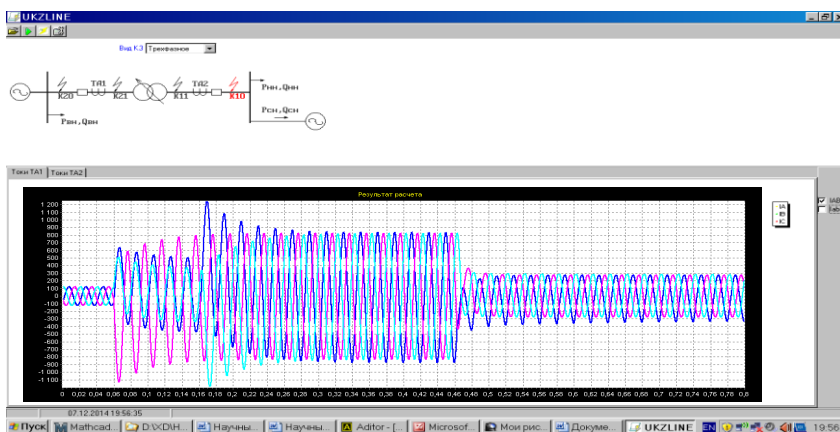 UKZLINE
Вид КЗ Трехфазное
TA1 TA2
K20 K21 K11 K10
Pнн,Qнн
Pсн,Qсн
Pвн,Qвн
Токи ТА1 Токи ТА2
Результат расчета
1 200
1 100
1 000
900
800
700
600
500
400
300
200
100
0
-100
-200
-300
-400
-500
-600
-700
-800
-900
-1 000
-1 100
0 0,02 0,04 0,06 0,08 0,1 0,12 0,14 0,16 0,18 0,2 0,22 0,24 0,26 0,28 0,3 0,32 0,34 0,36 0,38 0,4 0,42 0,44 0,46 0,48 0,5 0,52 0,54 0,56 0,58 0,6 0,62 0,64 0,66 0,68 0,7 0,72 0,74 0,76 0,78 0,8
IA
IB
IC
IAB
Iab
07.12.2014 19:56:35
Пуск Mathcad... D:\XD\Н... Научны... Научны... Aditor - [... Microsof... Мои рис... Докуме... UKZLINE EN 19:56